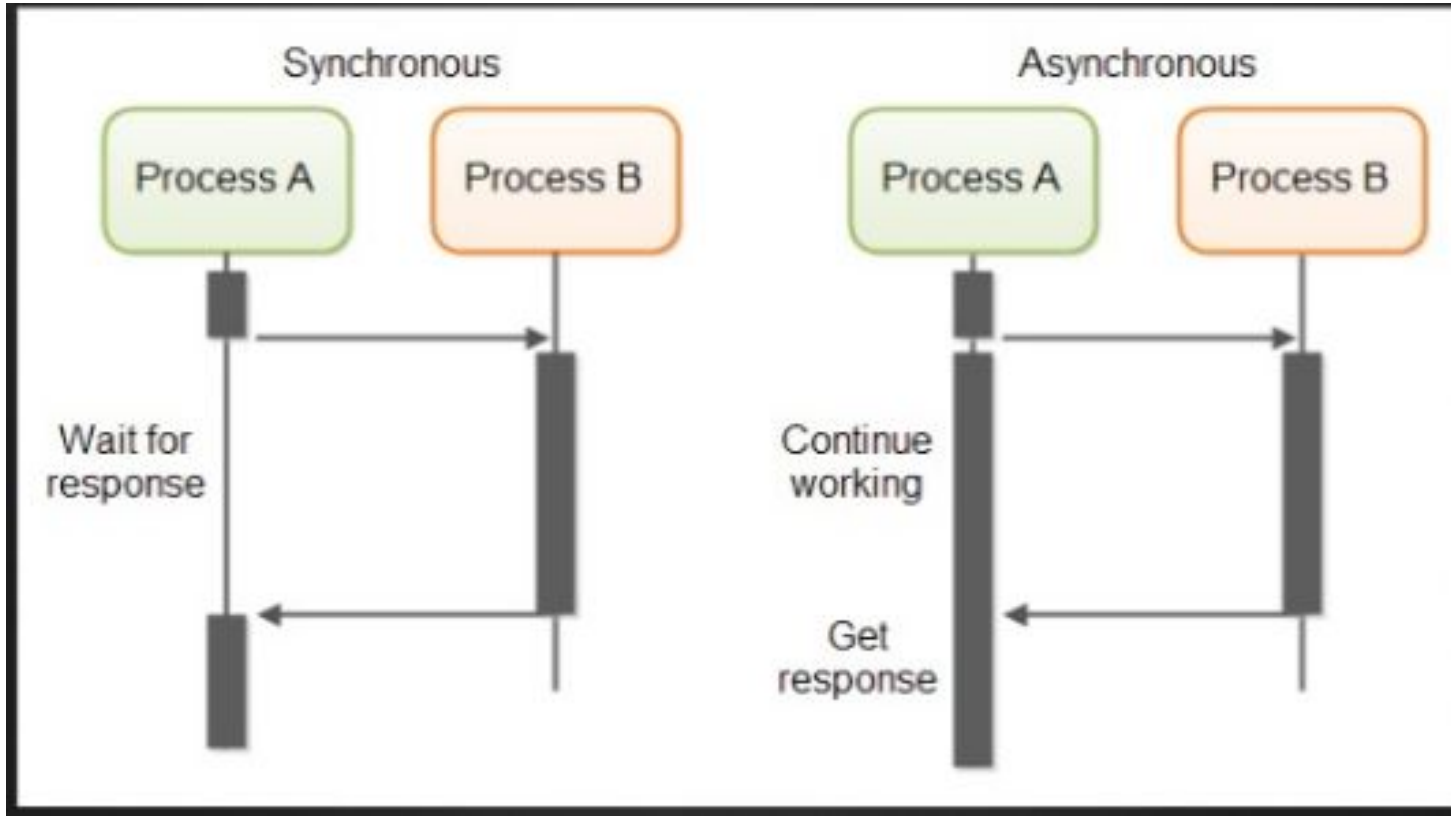 Synchronous
Process A
Process B
Wait for
response
Asynchronous
Process A
Process B
Continue
working
Get
response